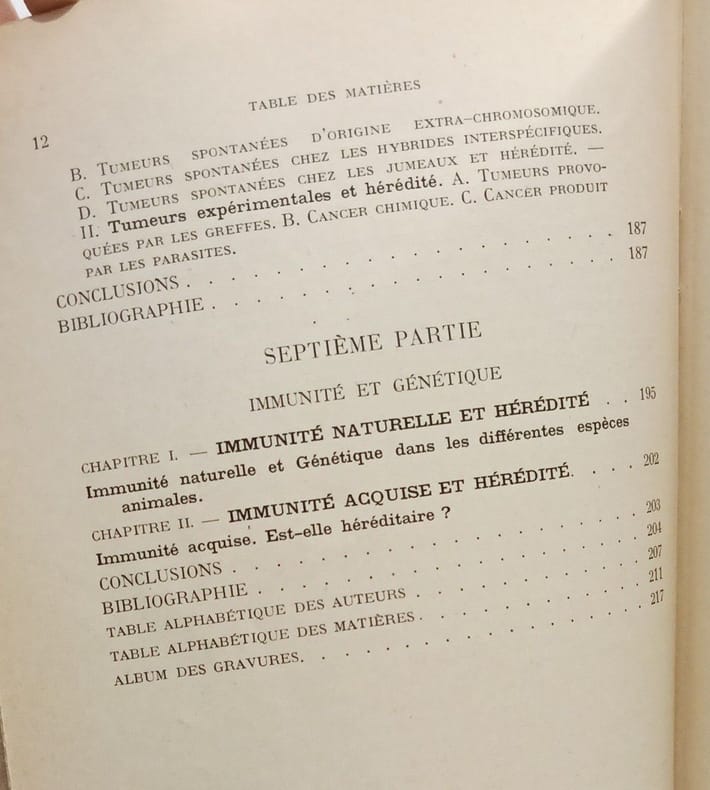 12
TABLE DES MATIÈRES
B. TUMEURS SPONTANÉES D'ORIGINE EXTRA-CHROMOSOMIQUE.
C. TUMEURS SPONTANÉES CHEZ LES HYBRIDES INTERSPÉCIFIQUES.
D. TUMEURS SPONTANÉES CHEZ LES JUMEAUX ET HÉRÉDITÉ. —
II. Tumeurs expérimentales et hérédité. A. TUMEURS PROVO-
QUÉES PAR LES GREFFES. B. CANCER CHIMIQUE. C. CANCER PRODUIT
PAR LES PARASITES.
CONCLUSIONS . . . . . . . . . . . . . . . . 187
BIBLIOGRAPHIE . . . . . . . . . . . . . . . 187
SEPTIÈME PARTIE
IMMUNITÉ ET GÉNÉTIQUE
CHAPITRE I. — IMMUNITÉ NATURELLE ET HÉRÉDITÉ . . 195
Immunité naturelle et Génétique dans les différentes espèces
animales.
CHAPITRE II. — IMMUNITÉ ACQUISE ET HÉRÉDITÉ. . . . 202
Immunité acquise. Est-elle héréditaire ?
CONCLUSIONS . . . . . . . . . . . . . . . . 203
BIBLIOGRAPHIE . . . . . . . . . . . . . . . 204
TABLE ALPHABÉTIQUE DES AUTEURS . . . . . . . . . 207
TABLE ALPHABÉTIQUE DES MATIÈRES . . . . . . . . . 211
ALBUM DES GRAVURES. . . . . . . . . . . . . . 217